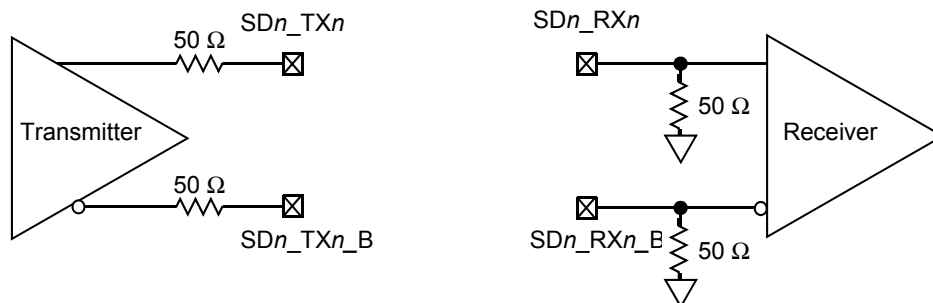 SDn_TXn
50 Ω
Transmitter
50 Ω
SDn_TXn_B
SDn_RXn
50 Ω
Receiver
SDn_RXn_B
50 Ω